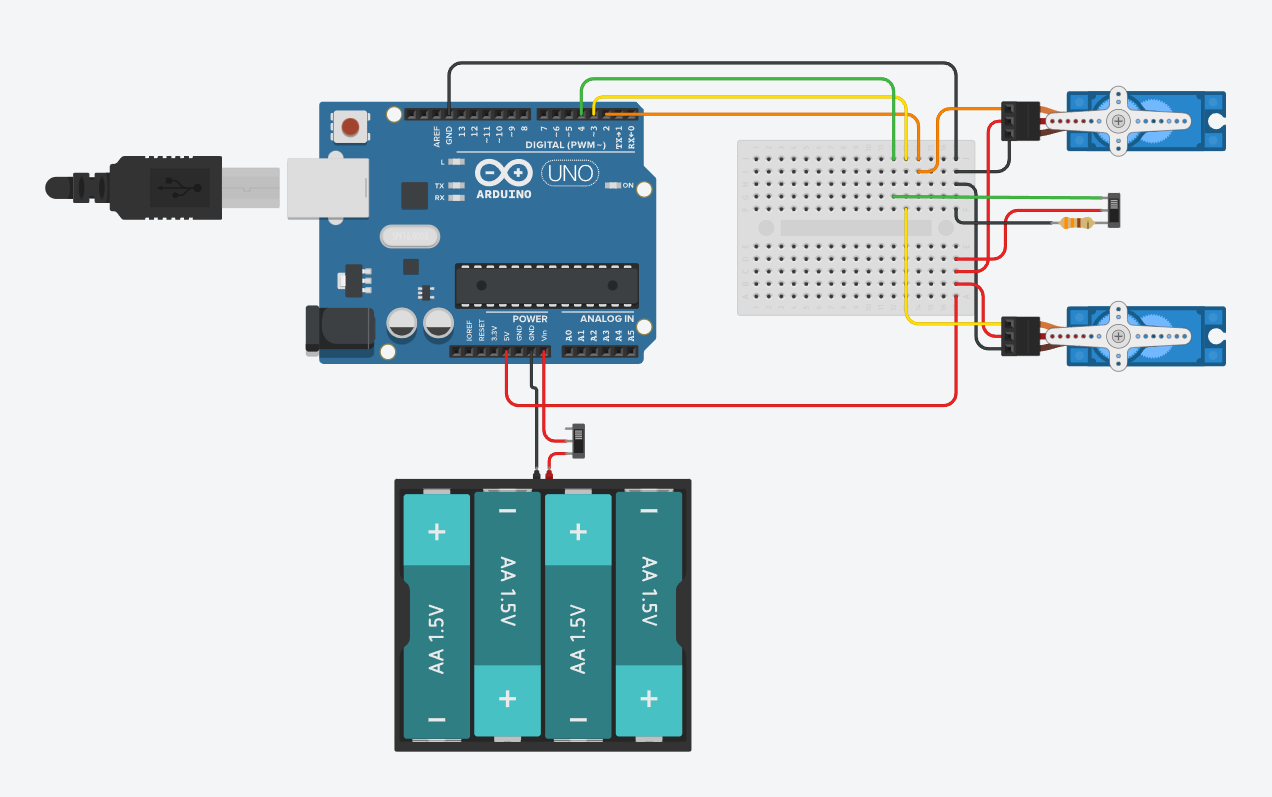 AREF
GND
13
12
~11
~10
~9
8
7
~6
~5
4
~3
2
TX→1
RX←0
DIGITAL (PWM~)
L
TX
RX
ARDUINO
UNO
ON
POWER
ANALOG IN
IOREF
RESET
3.3V
5V
GND
GND
Vin
A0
A1
A2
A3
A4
A5
+
−
+
−
AA 1.5V
AA 1.5V
AA 1.5V
AA 1.5V
−
+
−
+